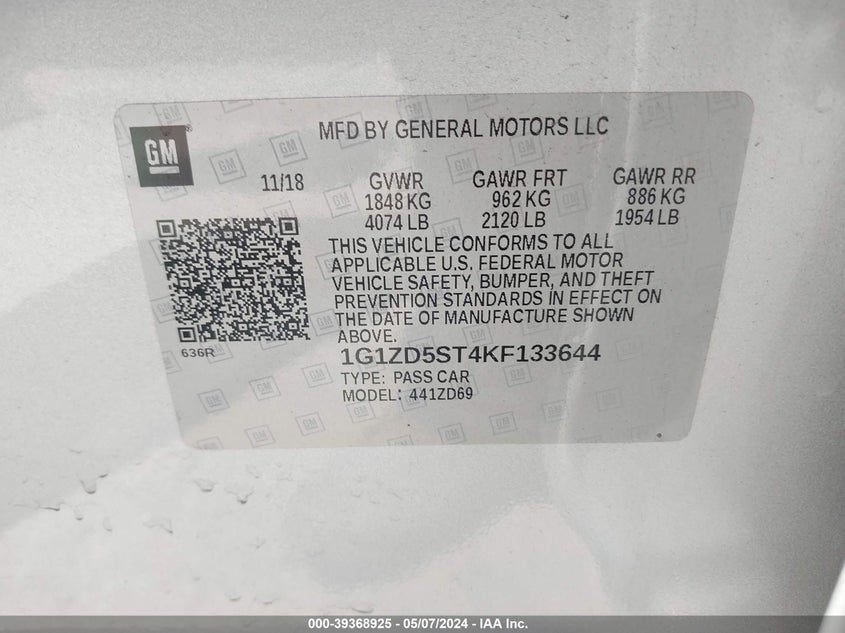 GM
MFD BY GENERAL MOTORS LLC
11/18 GVWR GAWR FRT GAWR RR
1848 KG 962 KG 886 KG
4074 LB 2120 LB 1954 LB
THIS VEHICLE CONFORMS TO ALL
APPLICABLE U.S. FEDERAL MOTOR
VEHICLE SAFETY, BUMPER, AND THEFT
PREVENTION STANDARDS IN EFFECT ON
THE DATE OF MANUFACTURE SHOWN
ABOVE.
636R
1G1ZD5ST4KF133644
TYPE: PASS CAR
MODEL: 441ZD69
000-39368925 - 05/07/2024 - IAA Inc.